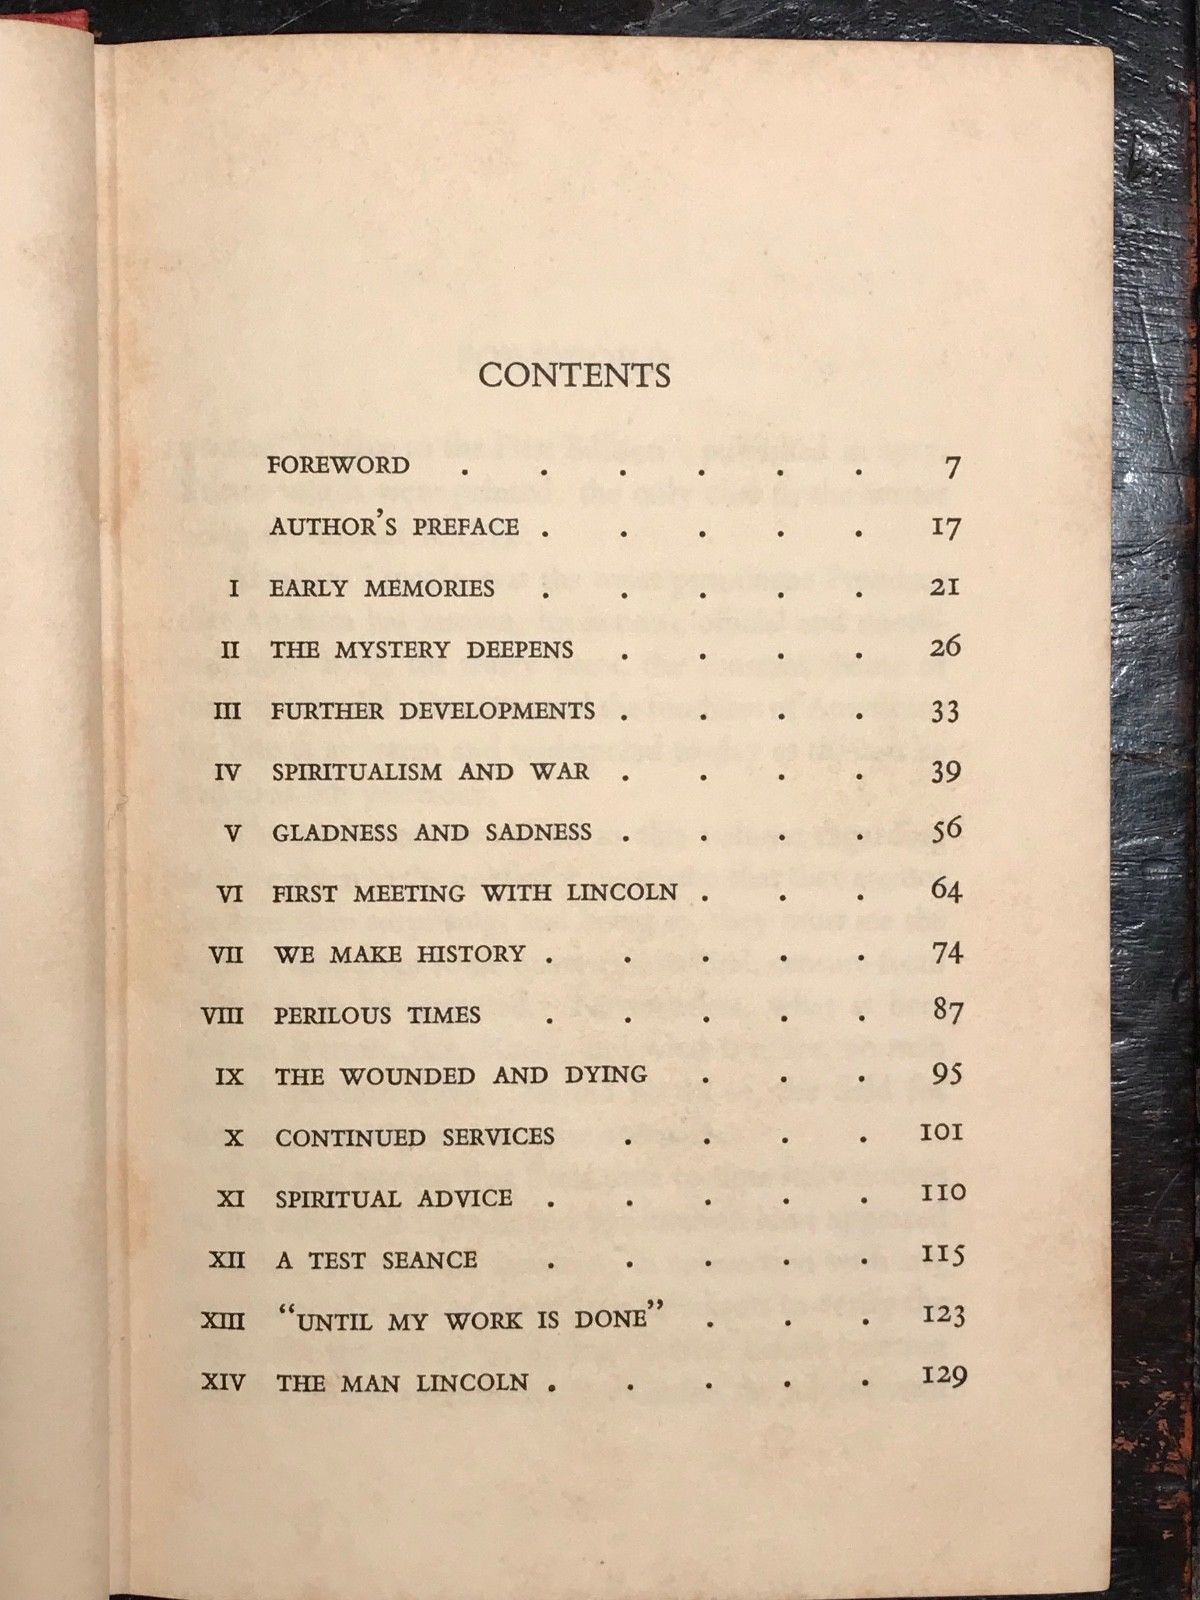 CONTENTS
FOREWORD . . . . . . 7
AUTHOR'S PREFACE . . . . . 17
I EARLY MEMORIES . . . . . 21
II THE MYSTERY DEEPENS . . . . 26
III FURTHER DEVELOPMENTS . . . . 33
IV SPIRITUALISM AND WAR . . . . 39
V GLADNESS AND SADNESS . . . . 56
VI FIRST MEETING WITH LINCOLN . . . 64
VII WE MAKE HISTORY . . . . . 74
VIII PERILOUS TIMES . . . . . 87
IX THE WOUNDED AND DYING . . . 95
X CONTINUED SERVICES . . . . 101
XI SPIRITUAL ADVICE . . . . . 110
XII A TEST SEANCE . . . . . 115
XIII "UNTIL MY WORK IS DONE" . . . 123
XIV THE MAN LINCOLN . . . . . 129